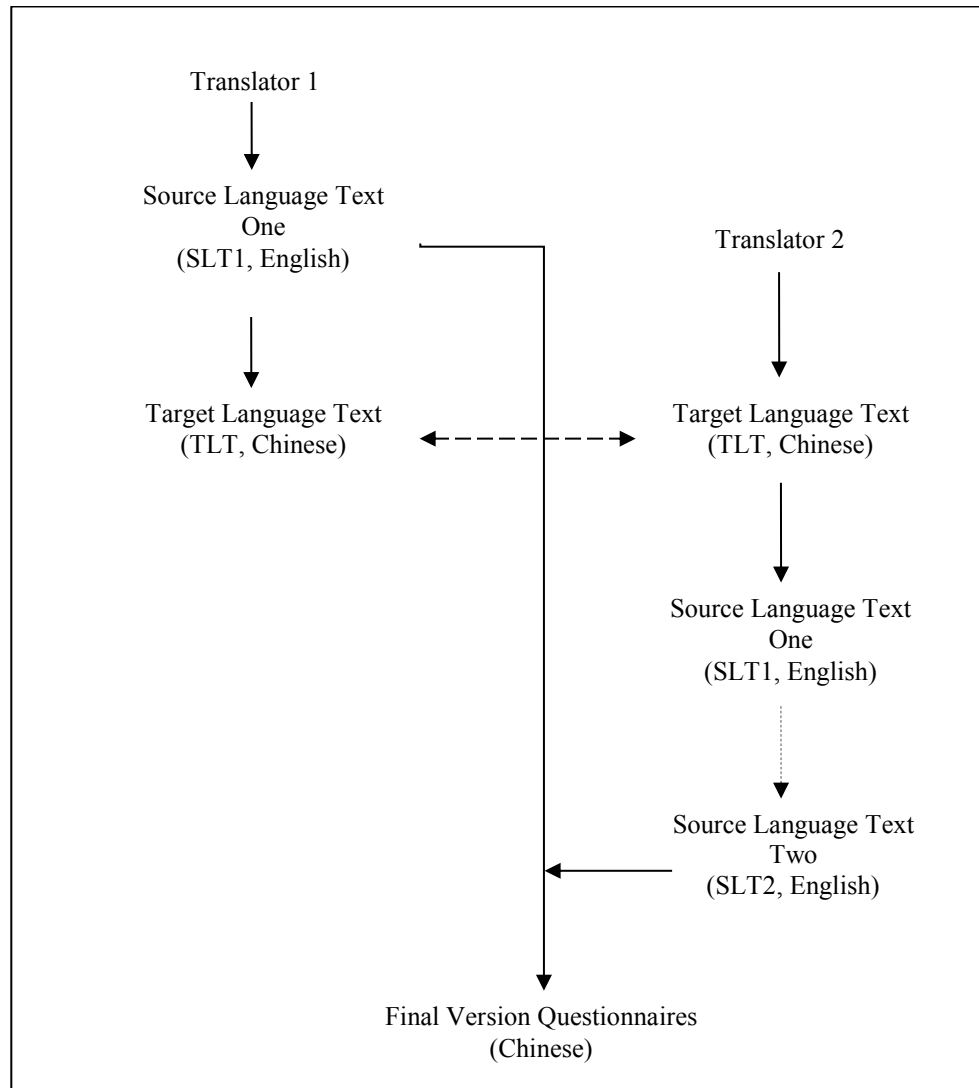 Translator 1
Source Language Text
One
(SLT1, English)
Target Language Text
(TLT, Chinese)
Translator 2
Target Language Text
(TLT, Chinese)
Source Language Text
One
(SLT1, English)
Source Language Text
Two
(SLT2, English)
Final Version Questionnaires
(Chinese)